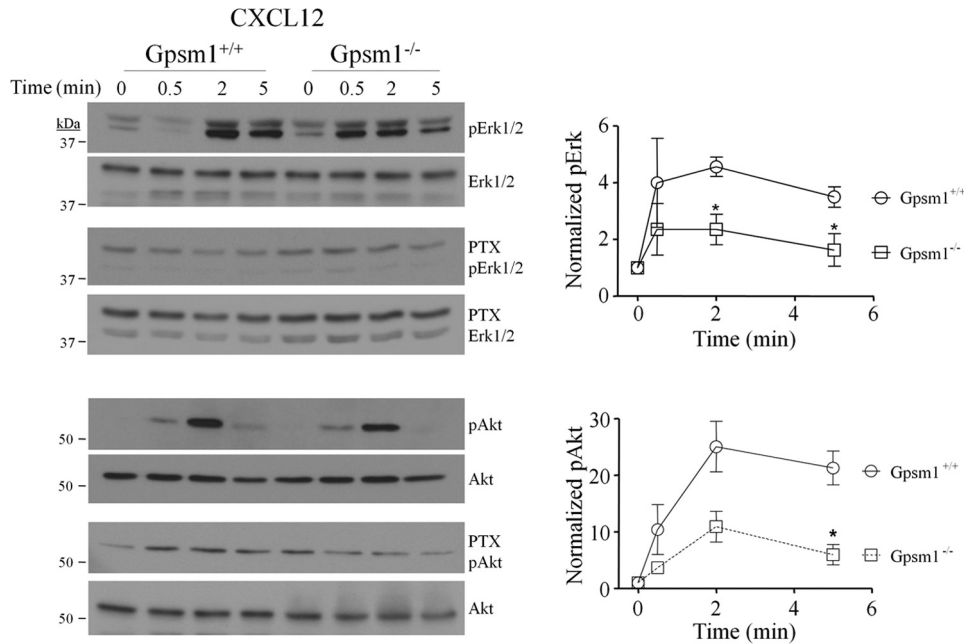 CXCL12
Gpsm1+/+ Gpsm1-/-
Time (min) 0 0.5 2 5 0 0.5 2 5
kDa
37
pErk1/2
37
Erk1/2
37
PTX
pErk1/2
37
PTX
Erk1/2
50
pAkt
50
Akt
50
PTX
pAkt
50
Akt
Normalized pErk
6
4
2
0
* *
0 2 4 6
Time (min)
Gpsm1+/+
Gpsm1-/-
Normalized pAkt
30
20
10
0
*
0 2 4 6
Time (min)
Gpsm1+/+
Gpsm1-/-